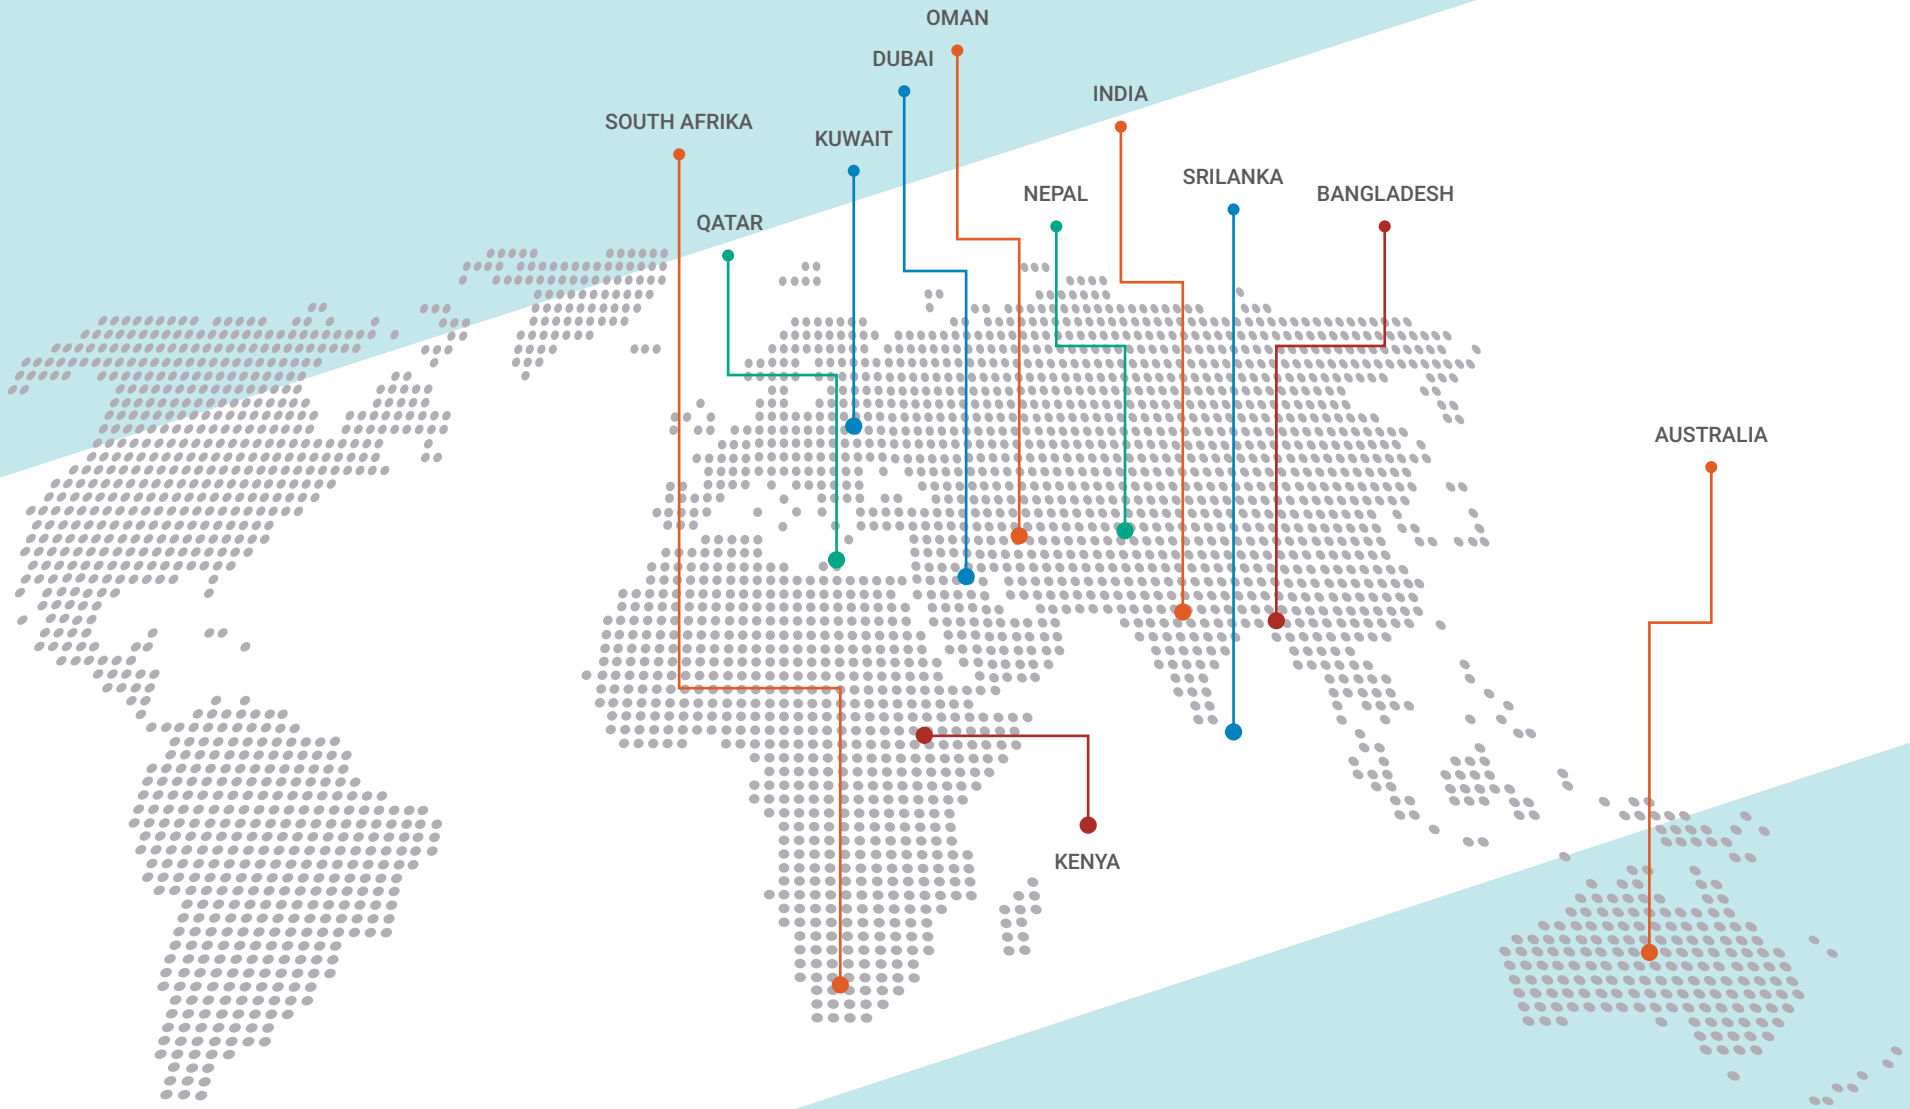 OMAN
DUBAI
INDIA
SOUTH AFRIKA
KUWAIT
SRILANKA
NEPAL
BANGLADESH
QATAR
AUSTRALIA
KENYA